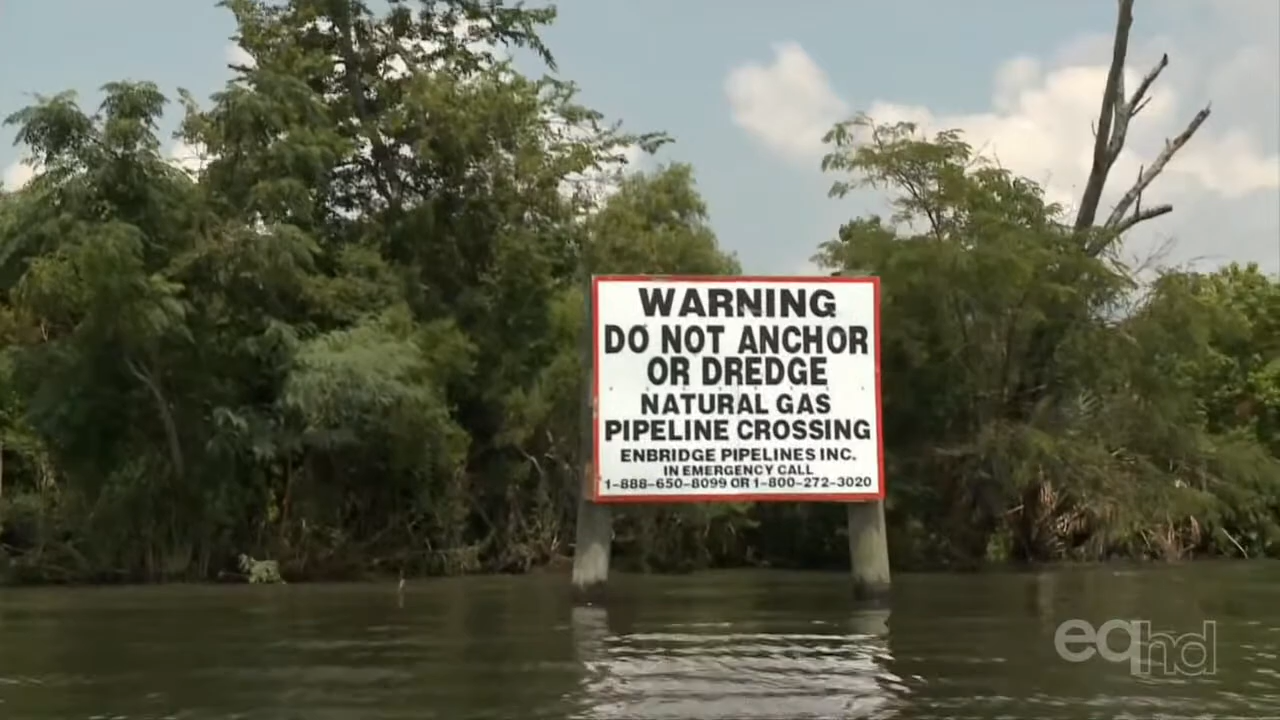 WARNING
DO NOT ANCHOR
OR DREDGE
NATURAL GAS
PIPELINE CROSSING
ENBRIDGE PIPELINES INC.
IN EMERGENCY CALL
1-888-650-8099 OR 1-800-272-3020
eqhd